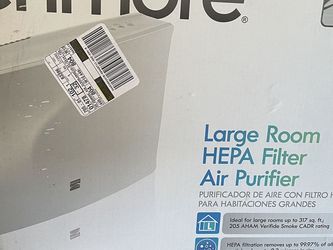 enmore®
Large Room
HEPA Filter
Air Purifier
PURIFICADOR DE AIRE CON FILTRO H
PARA HABITACIONES GRANDES
Ideal for large rooms up to 317 sq. ft.
205 AHAM Verifide Smoke CADR rating
HEPA filtration removes up to 99.97% of